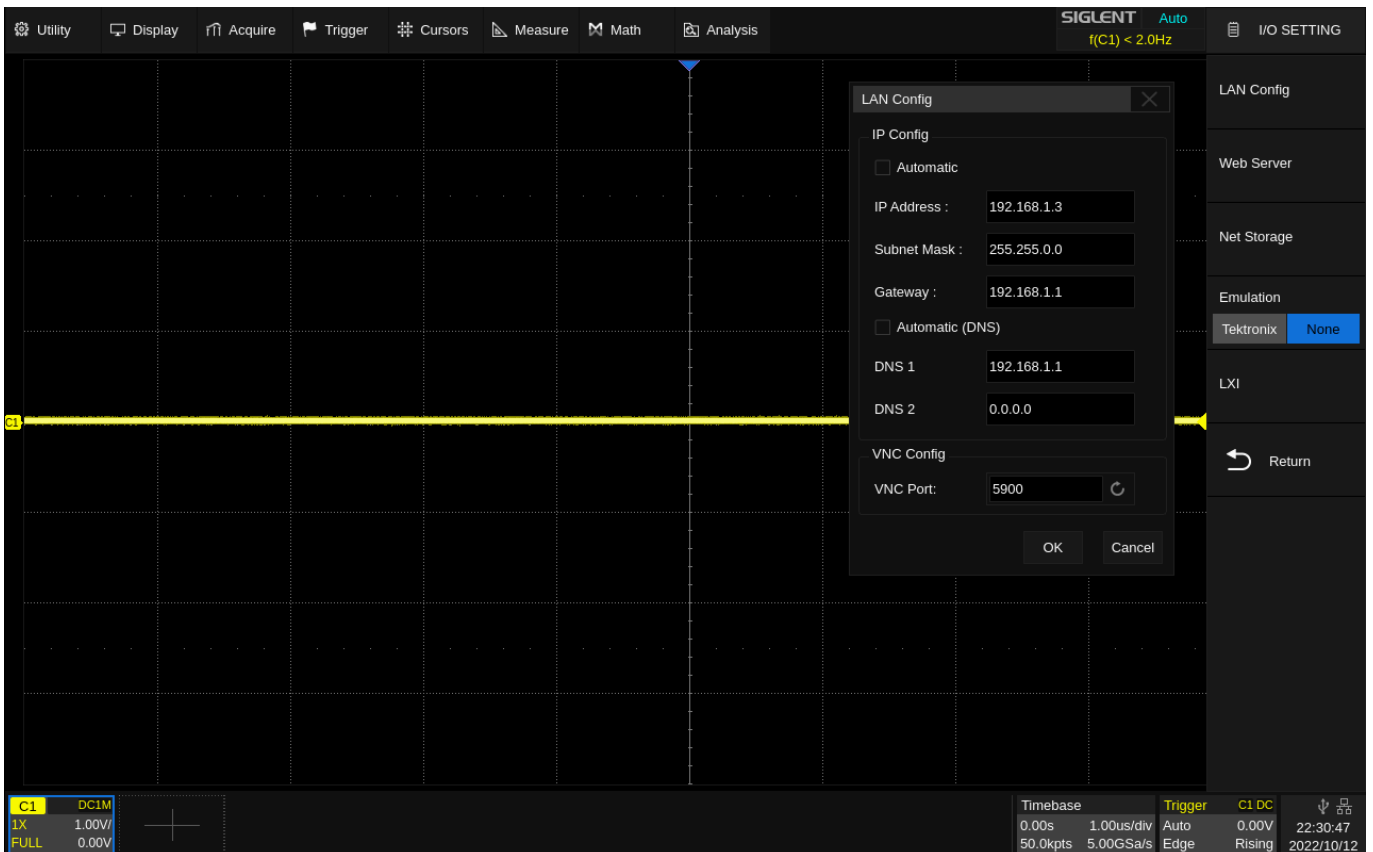 Utility Display Acquire Trigger Cursors Measure Math Analysis
SIGLENT Auto
f(C1) < 2.0Hz
I/O SETTING
LAN Config
IP Config
Automatic
IP Address : 192.168.1.3
Subnet Mask : 255.255.0.0
Gateway : 192.168.1.1
Automatic (DNS)
DNS 1 192.168.1.1
DNS 2 0.0.0.0
VNC Config
VNC Port: 5900
OK Cancel
LAN Config
Web Server
Net Storage
Emulation
Tektronix None
LXI
Return
C1
C1 DC1M
1X 1.00V/
FULL 0.00V
Timebase
0.00s 1.00us/div
50.0kpts 5.00GSa/s
Trigger C1 DC
Auto 0.00V
Edge Rising
22:30:47
2022/10/12